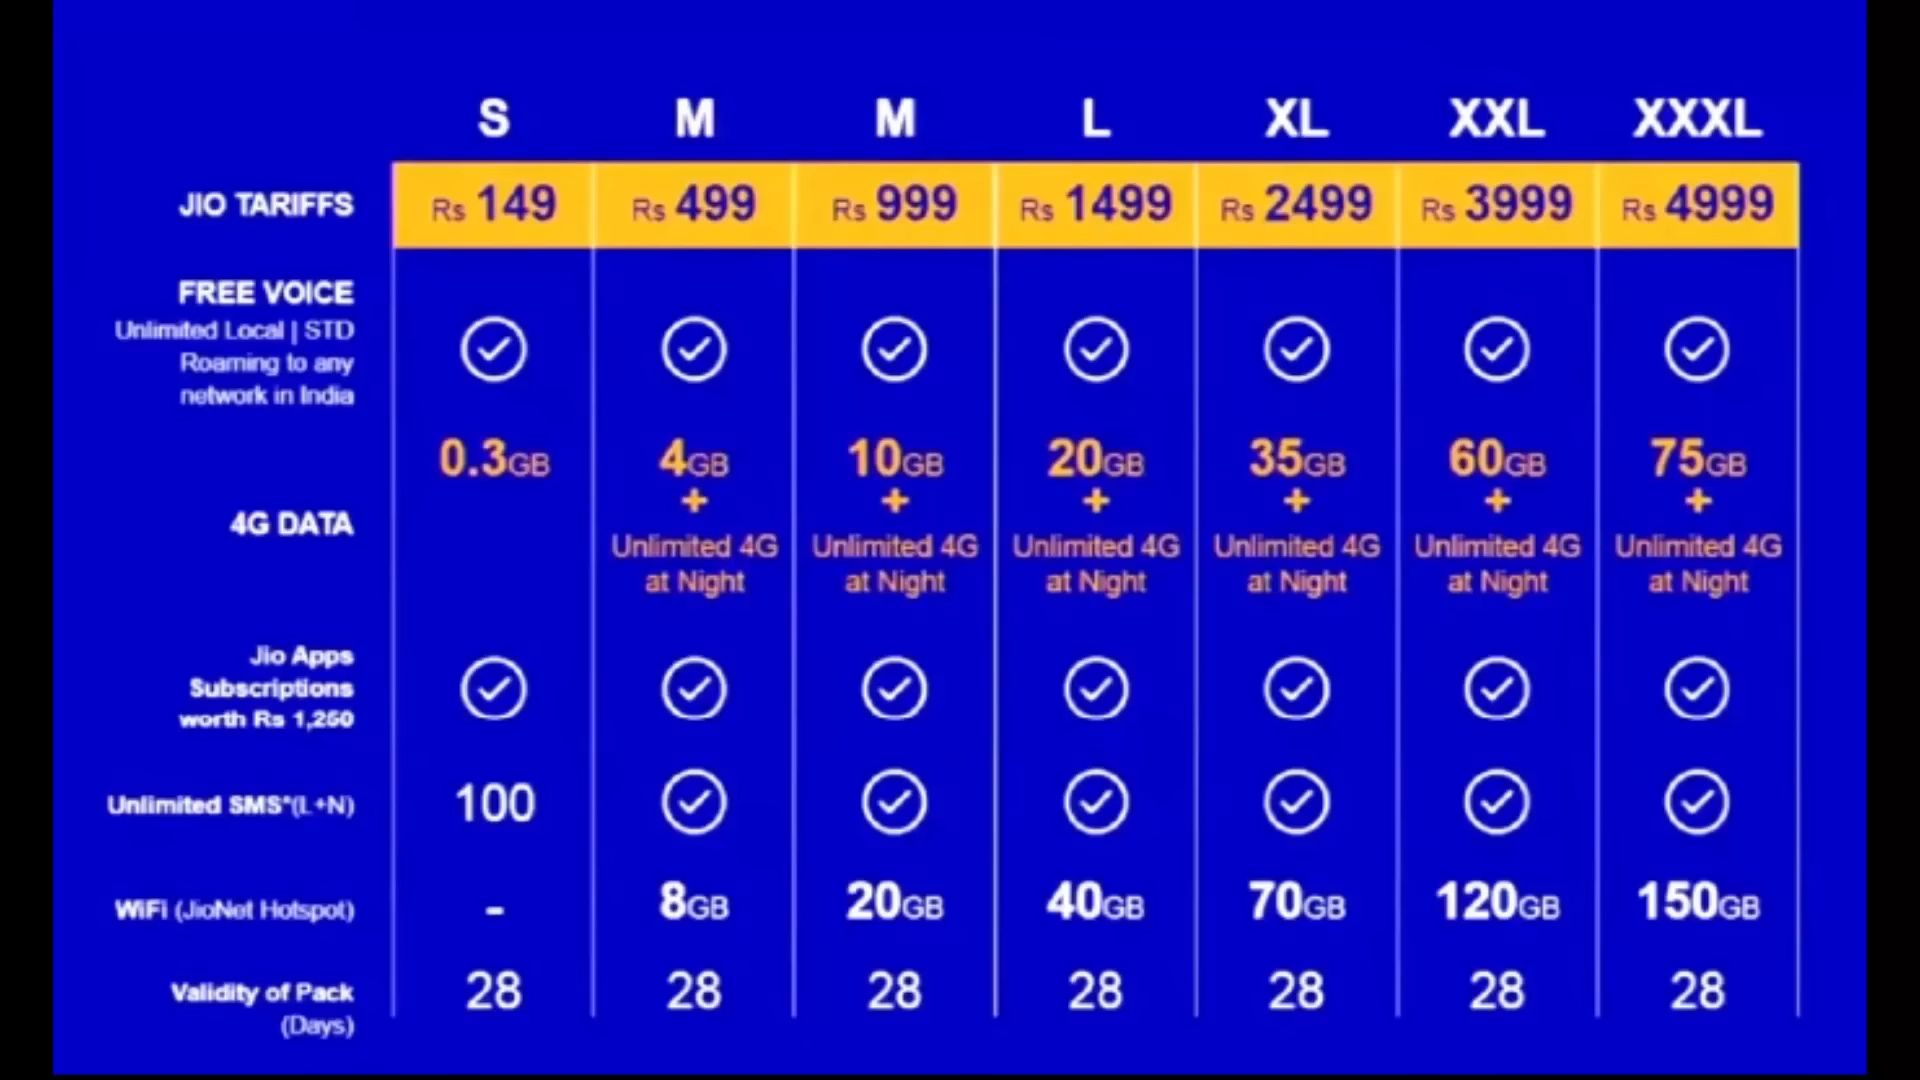 S M M L XL XXL XXXL
JIO TARIFFS Rs 149 Rs 499 Rs 999 Rs 1499 Rs 2499 Rs 3999 Rs 4999
FREE VOICE
Unlimited Local | STD
Roaming to any
network in India
0.3GB 4GB 10GB 20GB 35GB 60GB 75GB
+ + + + + +
4G DATA
Unlimited 4G Unlimited 4G Unlimited 4G Unlimited 4G Unlimited 4G Unlimited 4G
at Night at Night at Night at Night at Night at Night
Jio Apps
Subscriptions
worth Rs 1,250
Unlimited SMS*(L+N) 100
WiFi (JioNet Hotspot) - 8GB 20GB 40GB 70GB 120GB 150GB
Validity of Pack 28 28 28 28 28 28 28
(Days)